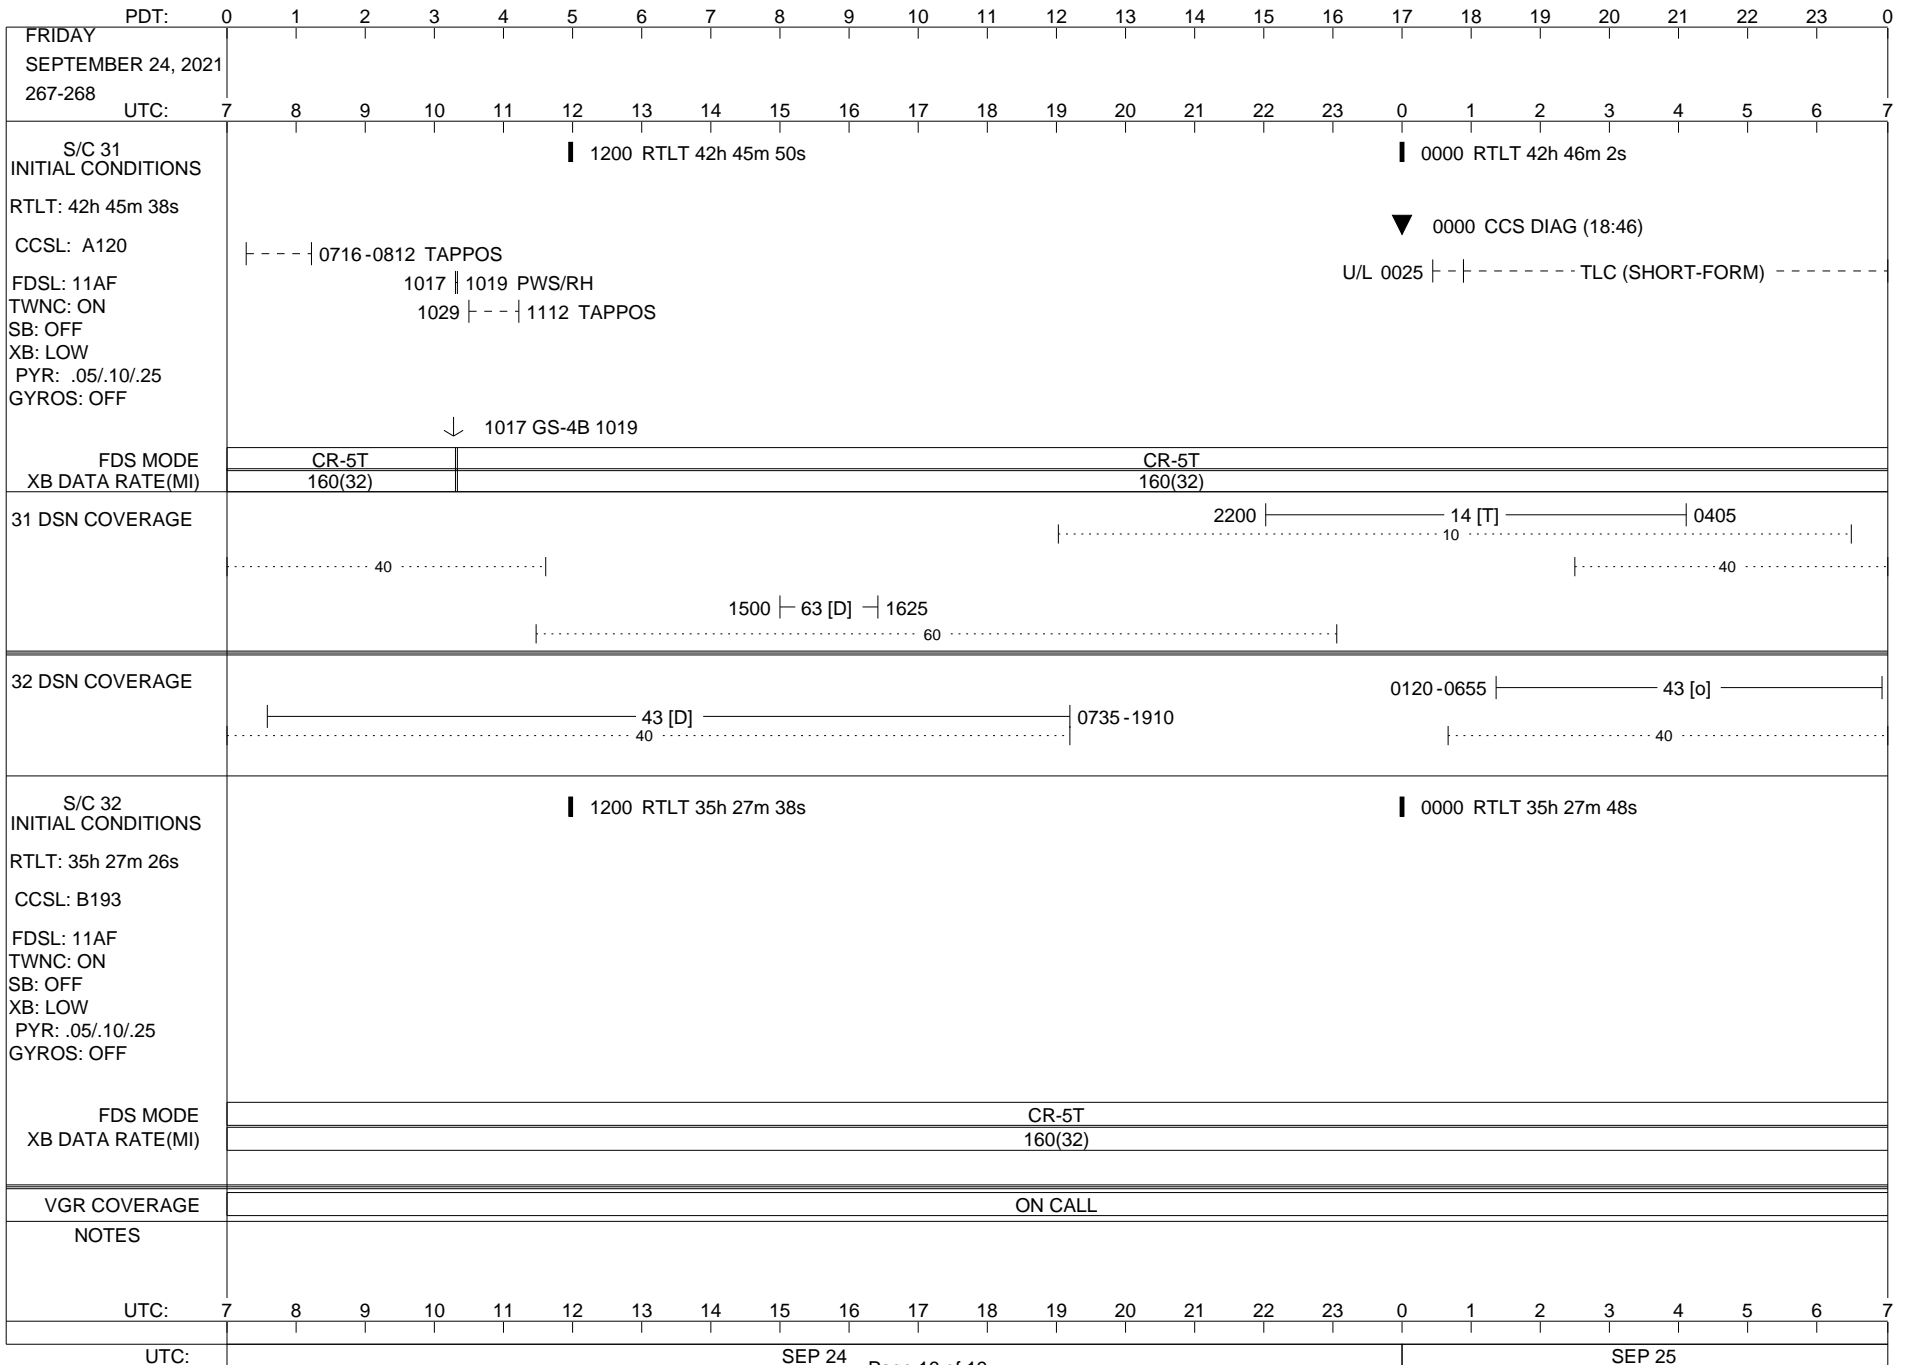 PDT: 0 1 2 3 4 5 6 7 8 9 10 11 12 13 14 15 16 17 18 19 20 21 22 23 0
FRIDAY
SEPTEMBER 24, 2021
267-268
UTC: 7 8 9 10 11 12 13 14 15 16 17 18 19 20 21 22 23 0 1 2 3 4 5 6 7
S/C 31
INITIAL CONDITIONS
1200 RTLT 42h 45m 50s
0000 RTLT 42h 46m 2s
RTLT: 42h 45m 38s
0000 CCS DIAG (18:46)
CCSL: A120
0716-0812 TAPPOS
U/L 0025 TLC (SHORT-FORM)
FDSL: 11AF
1017 1019 PWS/RH
TWNC: ON
1029 1112 TAPPOS
SB: OFF
XB: LOW
PYR: .05/.10/.25
GYROS: OFF
1017 GS-4B 1019
FDS MODE CR-5T CR-5T
XB DATA RATE(MI) 160(32) 160(32)
31 DSN COVERAGE
2200 14 [T] 0405
10
40 40
1500 63 [D] 1625
60
32 DSN COVERAGE
0120-0655 43 [o]
43 [D] 0735-1910
40 40
S/C 32
INITIAL CONDITIONS
1200 RTLT 35h 27m 38s
0000 RTLT 35h 27m 48s
RTLT: 35h 27m 26s
CCSL: B193
FDSL: 11AF
TWNC: ON
SB: OFF
XB: LOW
PYR: .05/.10/.25
GYROS: OFF
FDS MODE CR-5T
XB DATA RATE(MI) 160(32)
VGR COVERAGE ON CALL
NOTES
UTC: 7 8 9 10 11 12 13 14 15 16 17 18 19 20 21 22 23 0 1 2 3 4 5 6 7
UTC: SEP 24 SEP 25